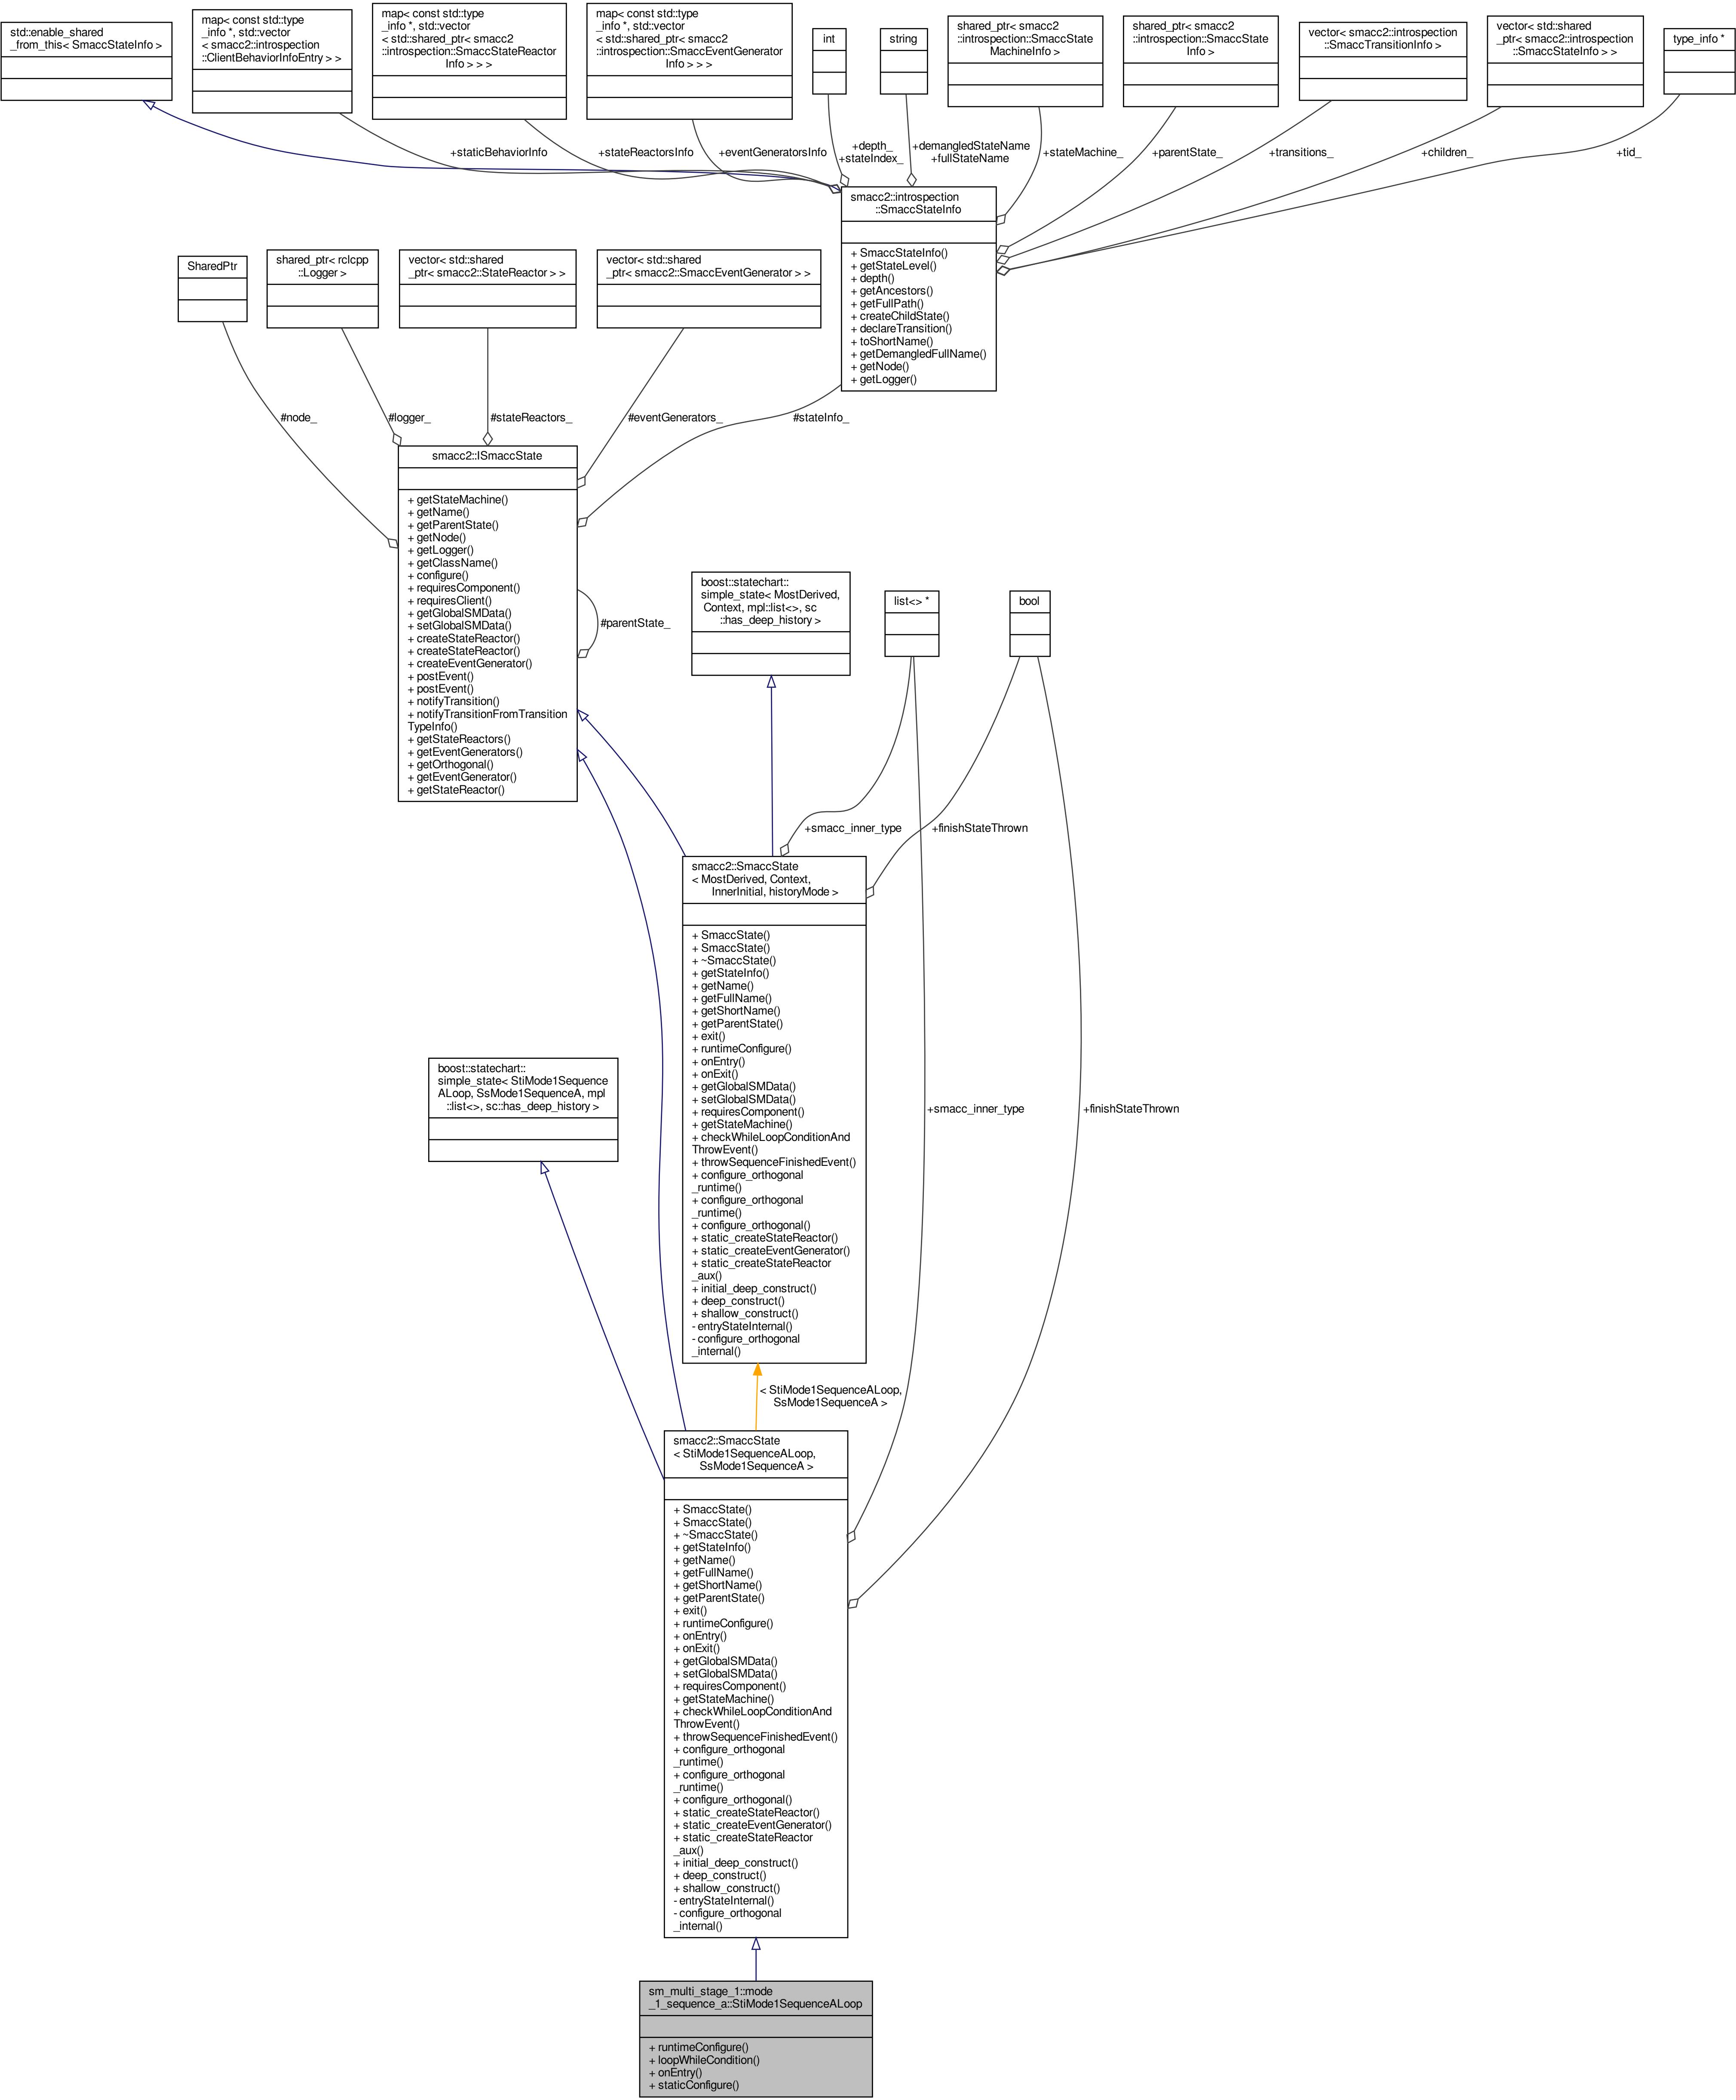 std::enable_shared
_from_this< SmaccStateInfo >
map< const std::type
_info *, std::vector
< smacc2::introspection
::ClientBehaviorInfoEntry > >
map< const std::type
_info *, std::vector
< std::shared_ptr< smacc2
::introspection::SmaccStateReactor
Info > > >
map< const std::type
_info *, std::vector
< std::shared_ptr< smacc2
::introspection::SmaccEventGenerator
Info > > >
int
string
shared_ptr< smacc2
::introspection::SmaccState
MachineInfo >
shared_ptr< smacc2
::introspection::SmaccState
Info >
vector< smacc2::introspection
::SmaccTransitionInfo >
vector< std::shared
_ptr< smacc2::introspection
::SmaccStateInfo > >
type_info *
+staticBehaviorInfo
+stateReactorsInfo
+eventGeneratorsInfo
+depth_
+stateIndex_
+demangledStateName
+fullStateName
+stateMachine_
+parentState_
+transitions_
+children_
+tid_
smacc2::introspection
::SmaccStateInfo
+ SmaccStateInfo()
+ getStateLevel()
+ depth()
+ getAncestors()
+ getFullPath()
+ createChildState()
+ declareTransition()
+ toShortName()
+ getDemangledFullName()
+ getNode()
+ getLogger()
SharedPtr
shared_ptr< rclcpp
::Logger >
vector< std::shared
_ptr< smacc2::StateReactor > >
vector< std::shared
_ptr< smacc2::SmaccEventGenerator > >
#node_
#logger_
#stateReactors_
#eventGenerators_
#stateInfo_
smacc2::ISmaccState
+ getStateMachine()
+ getName()
+ getParentState()
+ getNode()
+ getLogger()
+ getClassName()
+ configure()
+ requiresComponent()
+ requiresClient()
+ getGlobalSMData()
+ setGlobalSMData()
+ createStateReactor()
+ createStateReactor()
+ createEventGenerator()
+ postEvent()
+ postEvent()
+ notifyTransition()
+ notifyTransitionFromTransition
TypeInfo()
+ getStateReactors()
+ getEventGenerators()
+ getOrthogonal()
+ getEventGenerator()
+ getStateReactor()
#parentState_
boost::statechart::
simple_state< MostDerived,
Context, mpl::list<>, sc
::has_deep_history >
list<> *
bool
+smacc_inner_type
+finishStateThrown
smacc2::SmaccState
< MostDerived, Context,
InnerInitial, historyMode >
+ SmaccState()
+ SmaccState()
+ ~SmaccState()
+ getStateInfo()
+ getName()
+ getFullName()
+ getShortName()
+ getParentState()
+ exit()
+ runtimeConfigure()
+ onEntry()
+ onExit()
+ getGlobalSMData()
+ setGlobalSMData()
+ requiresComponent()
+ getStateMachine()
+ checkWhileLoopConditionAnd
ThrowEvent()
+ throwSequenceFinishedEvent()
+ configure_orthogonal
_runtime()
+ configure_orthogonal
_runtime()
+ configure_orthogonal()
+ static_createStateReactor()
+ static_createEventGenerator()
+ static_createStateReactor
_aux()
+ initial_deep_construct()
+ deep_construct()
+ shallow_construct()
- entryStateInternal()
- configure_orthogonal
_internal()
boost::statechart::
simple_state< StiMode1Sequence
ALoop, SsMode1SequenceA, mpl
::list<>, sc::has_deep_history >
+smacc_inner_type
+finishStateThrown
< StiMode1SequenceALoop,
SsMode1SequenceA >
smacc2::SmaccState
< StiMode1SequenceALoop,
SsMode1SequenceA >
+ SmaccState()
+ SmaccState()
+ ~SmaccState()
+ getStateInfo()
+ getName()
+ getFullName()
+ getShortName()
+ getParentState()
+ exit()
+ runtimeConfigure()
+ onEntry()
+ onExit()
+ getGlobalSMData()
+ setGlobalSMData()
+ requiresComponent()
+ getStateMachine()
+ checkWhileLoopConditionAnd
ThrowEvent()
+ throwSequenceFinishedEvent()
+ configure_orthogonal
_runtime()
+ configure_orthogonal
_runtime()
+ configure_orthogonal()
+ static_createStateReactor()
+ static_createEventGenerator()
+ static_createStateReactor
_aux()
+ initial_deep_construct()
+ deep_construct()
+ shallow_construct()
- entryStateInternal()
- configure_orthogonal
_internal()
sm_multi_stage_1::mode
_1_sequence_a::StiMode1SequenceALoop
+ runtimeConfigure()
+ loopWhileCondition()
+ onEntry()
+ staticConfigure()